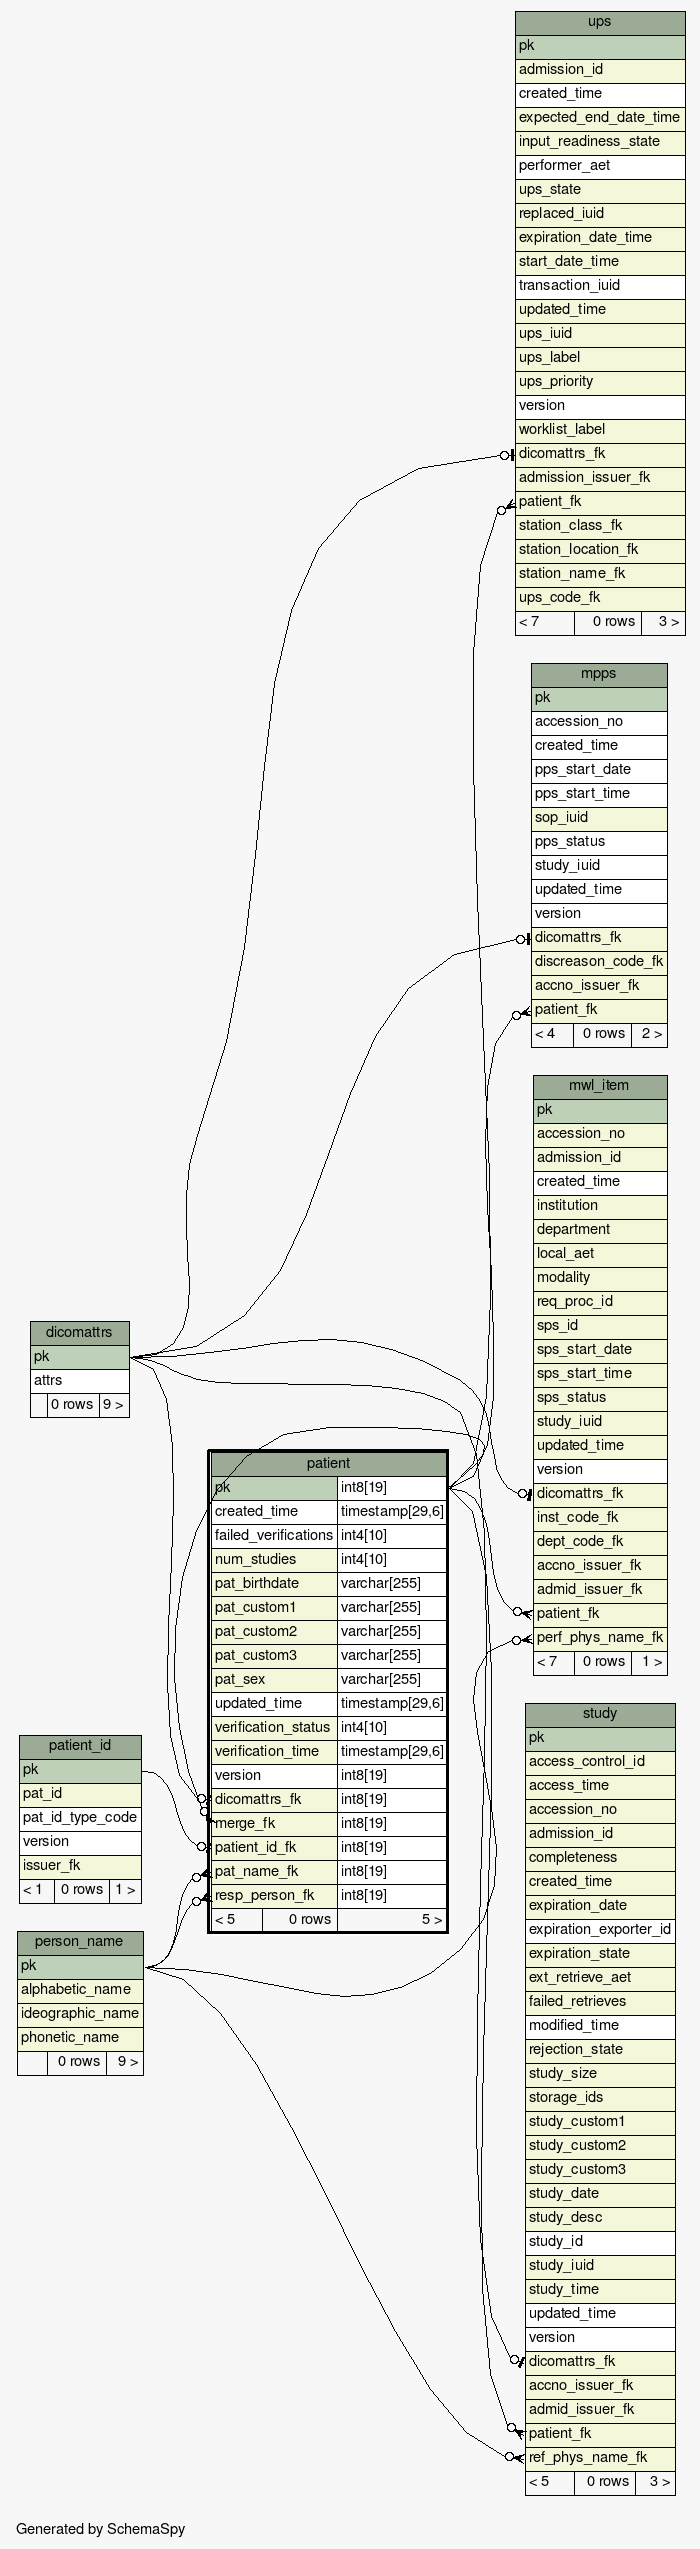 ups
pk
admission_id
created_time
expected_end_date_time
input_readiness_state
performer_aet
ups_state
replaced_iuid
expiration_date_time
start_date_time
transaction_iuid
updated_time
ups_iuid
ups_label
ups_priority
version
worklist_label
dicomattrs_fk
admission_issuer_fk
patient_fk
station_class_fk
station_location_fk
station_name_fk
ups_code_fk
< 7 0 rows 3 >
mpps
pk
accession_no
created_time
pps_start_date
pps_start_time
sop_iuid
pps_status
study_iuid
updated_time
version
dicomattrs_fk
discreason_code_fk
accno_issuer_fk
patient_fk
< 4 0 rows 2 >
mwl_item
pk
accession_no
admission_id
created_time
institution
department
local_aet
modality
req_proc_id
sps_id
sps_start_date
sps_start_time
sps_status
study_iuid
updated_time
version
dicomattrs_fk
inst_code_fk
dept_code_fk
accno_issuer_fk
admid_issuer_fk
patient_fk
perf_phys_name_fk
< 7 0 rows 1 >
dicomattrs
pk
attrs
0 rows 9 >
patient
pk int8[19]
created_time timestamp[29,6]
failed_verifications int4[10]
num_studies int4[10]
pat_birthdate varchar[255]
pat_custom1 varchar[255]
pat_custom2 varchar[255]
pat_custom3 varchar[255]
pat_sex varchar[255]
updated_time timestamp[29,6]
verification_status int4[10]
verification_time timestamp[29,6]
version int8[19]
dicomattrs_fk int8[19]
merge_fk int8[19]
patient_id_fk int8[19]
pat_name_fk int8[19]
resp_person_fk int8[19]
< 5 0 rows 5 >
patient_id
pk
pat_id
pat_id_type_code
version
issuer_fk
< 1 0 rows 1 >
person_name
pk
alphabetic_name
ideographic_name
phonetic_name
0 rows 9 >
study
pk
access_control_id
access_time
accession_no
admission_id
completeness
created_time
expiration_date
expiration_exporter_id
expiration_state
ext_retrieve_aet
failed_retrieves
modified_time
rejection_state
study_size
storage_ids
study_custom1
study_custom2
study_custom3
study_date
study_desc
study_id
study_iuid
study_time
updated_time
version
dicomattrs_fk
accno_issuer_fk
admid_issuer_fk
patient_fk
ref_phys_name_fk
< 5 0 rows 3 >
Generated by SchemaSpy